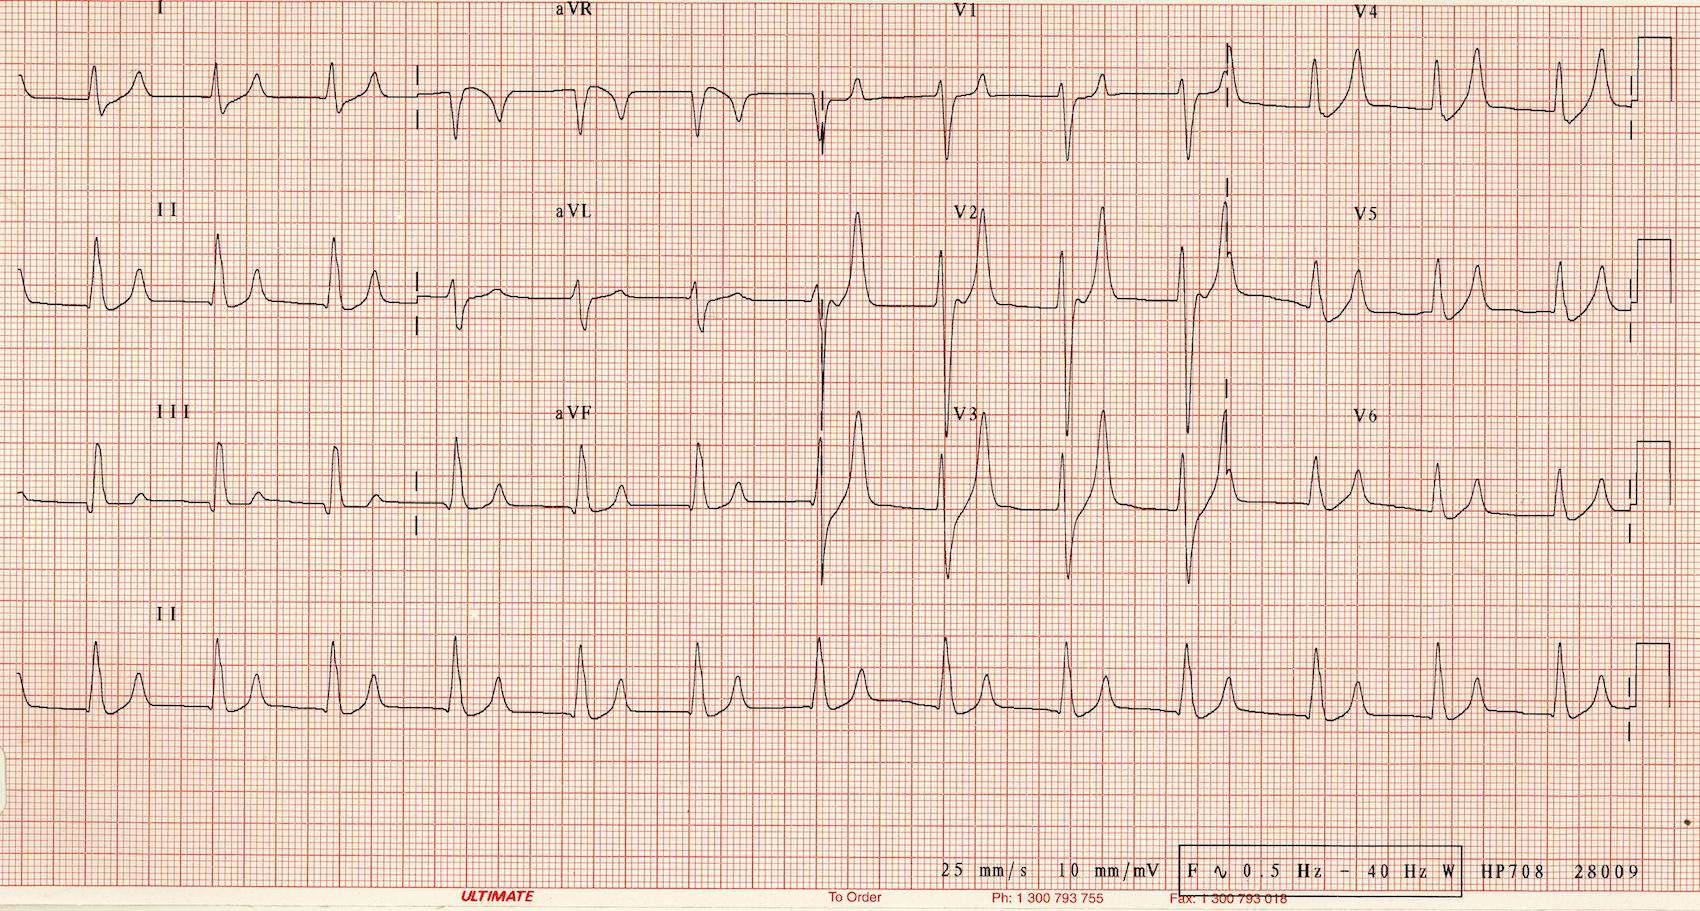 I aVR V1 V4
II aVL V2 V5
III aVF V3 V6
II
25 mm/s 10 mm/mV F ∿ 0.5 Hz – 40 Hz W HP708 28009
ULTIMATE To Order Ph: 1 300 793 755 Fax: 1 300 793 018